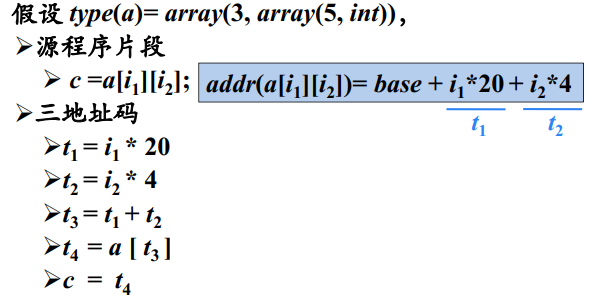 假设 type(a)= array(3, array(5, int)),
➢源程序片段
➢ c =a[i₁][i₂]; addr(a[i₁][i₂])= base + i₁*20 + i₂*4
t₁ t₂
➢三地址码
➢t₁ = i₁ * 20
➢t₂ = i₂ * 4
➢t₃ = t₁ + t₂
➢t₄ = a [ t₃ ]
➢c = t₄